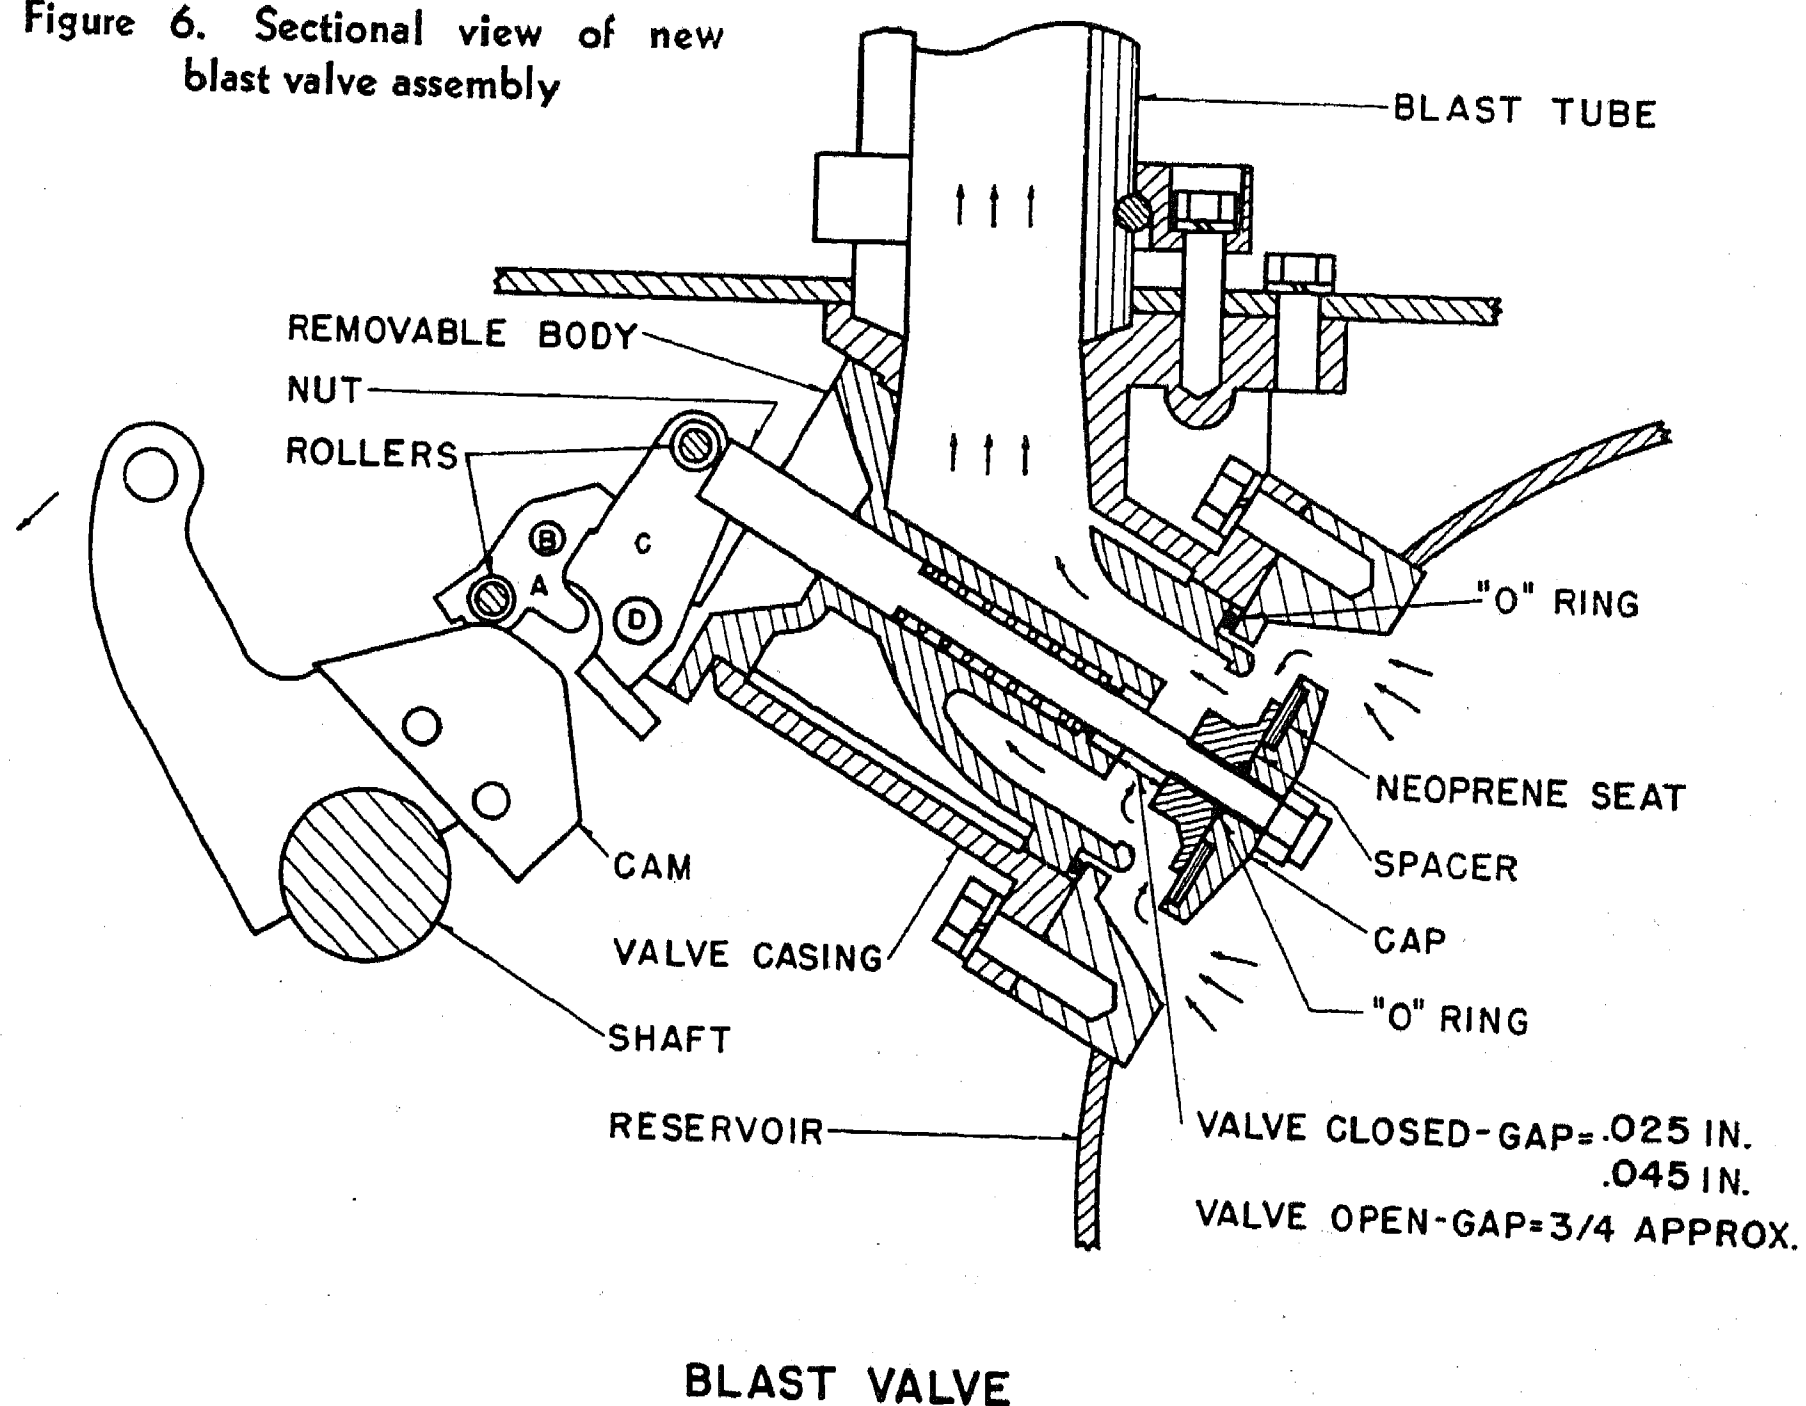 Figure 6. Sectional view of new
blast valve assembly
BLAST TUBE
REMOVABLE BODY
NUT
ROLLERS
B
A
C
D
"O" RING
NEOPRENE SEAT
CAM
SPACER
CAP
VALVE CASING
"O" RING
SHAFT
RESERVOIR
VALVE CLOSED-GAP=.025 IN.
.045 IN.
VALVE OPEN-GAP=3/4 APPROX.
BLAST VALVE